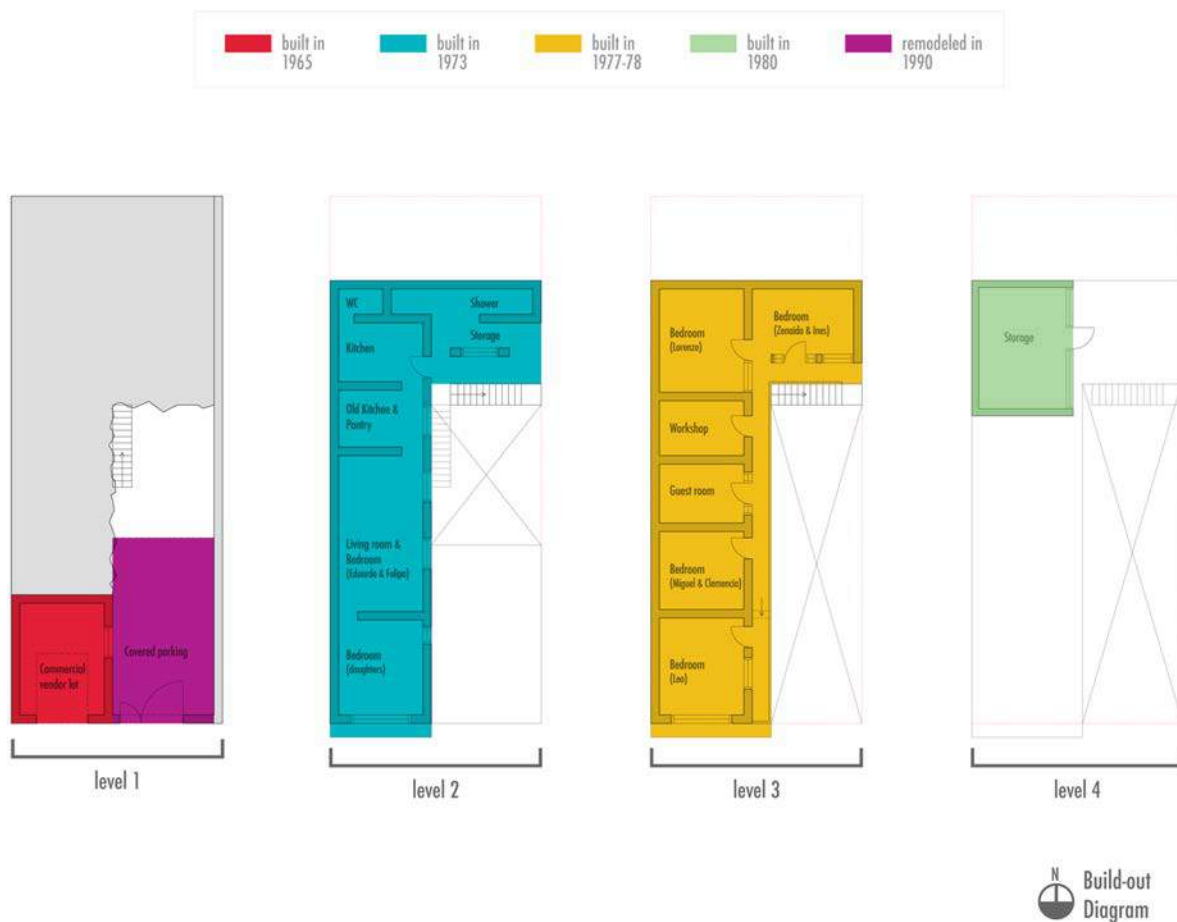 built in
1965
built in
1973
built in
1977-78
built in
1980
remodeled in
1990
Commercial
vendor lot
Covered parking
level 1
WC
Shower
Storage
Kitchen
Old Kitchen &
Pantry
Living room &
Bedroom
(Eduardo & Felipa)
Bedroom
(daughters)
level 2
Bedroom
(Lorenzo)
Bedroom
(Zenaida & Ines)
Workshop
Guest room
Bedroom
(Miguel & Clemencia)
Bedroom
(Leo)
level 3
Storage
level 4
N
Build-out
Diagram